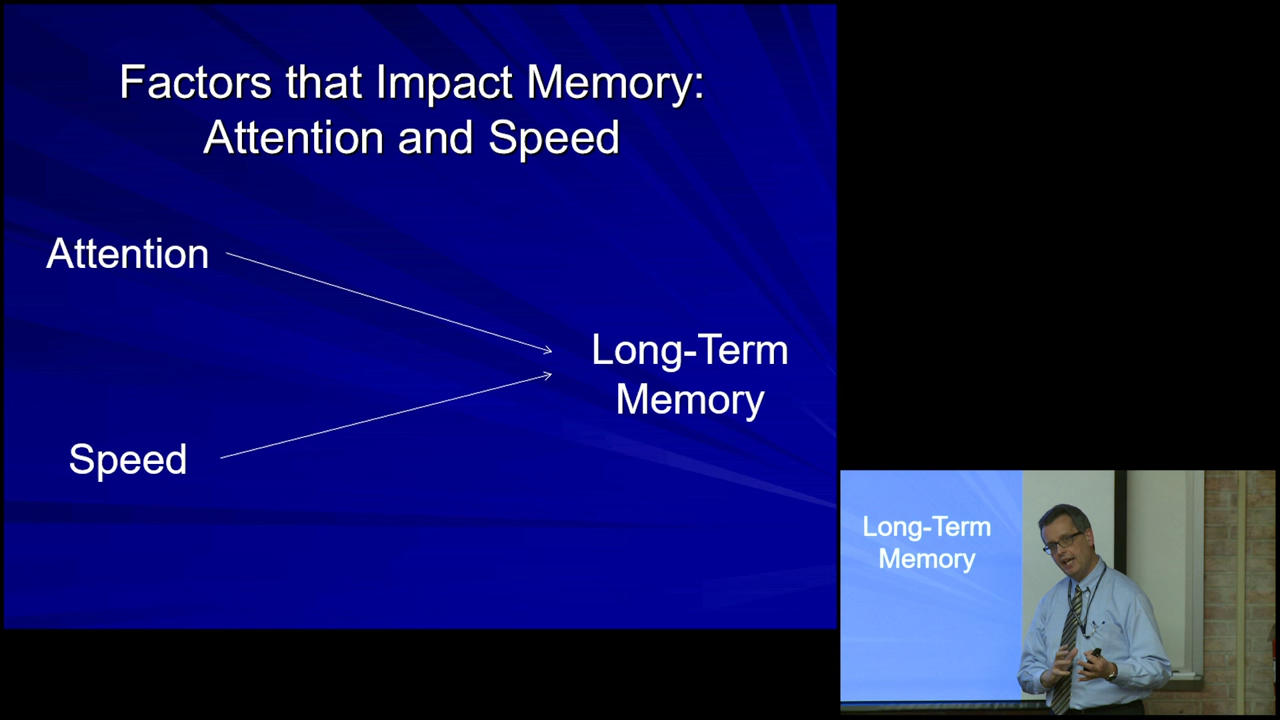 Factors that Impact Memory:
Attention and Speed
Attention
Long-Term
Memory
Speed
Long-Term
Memory